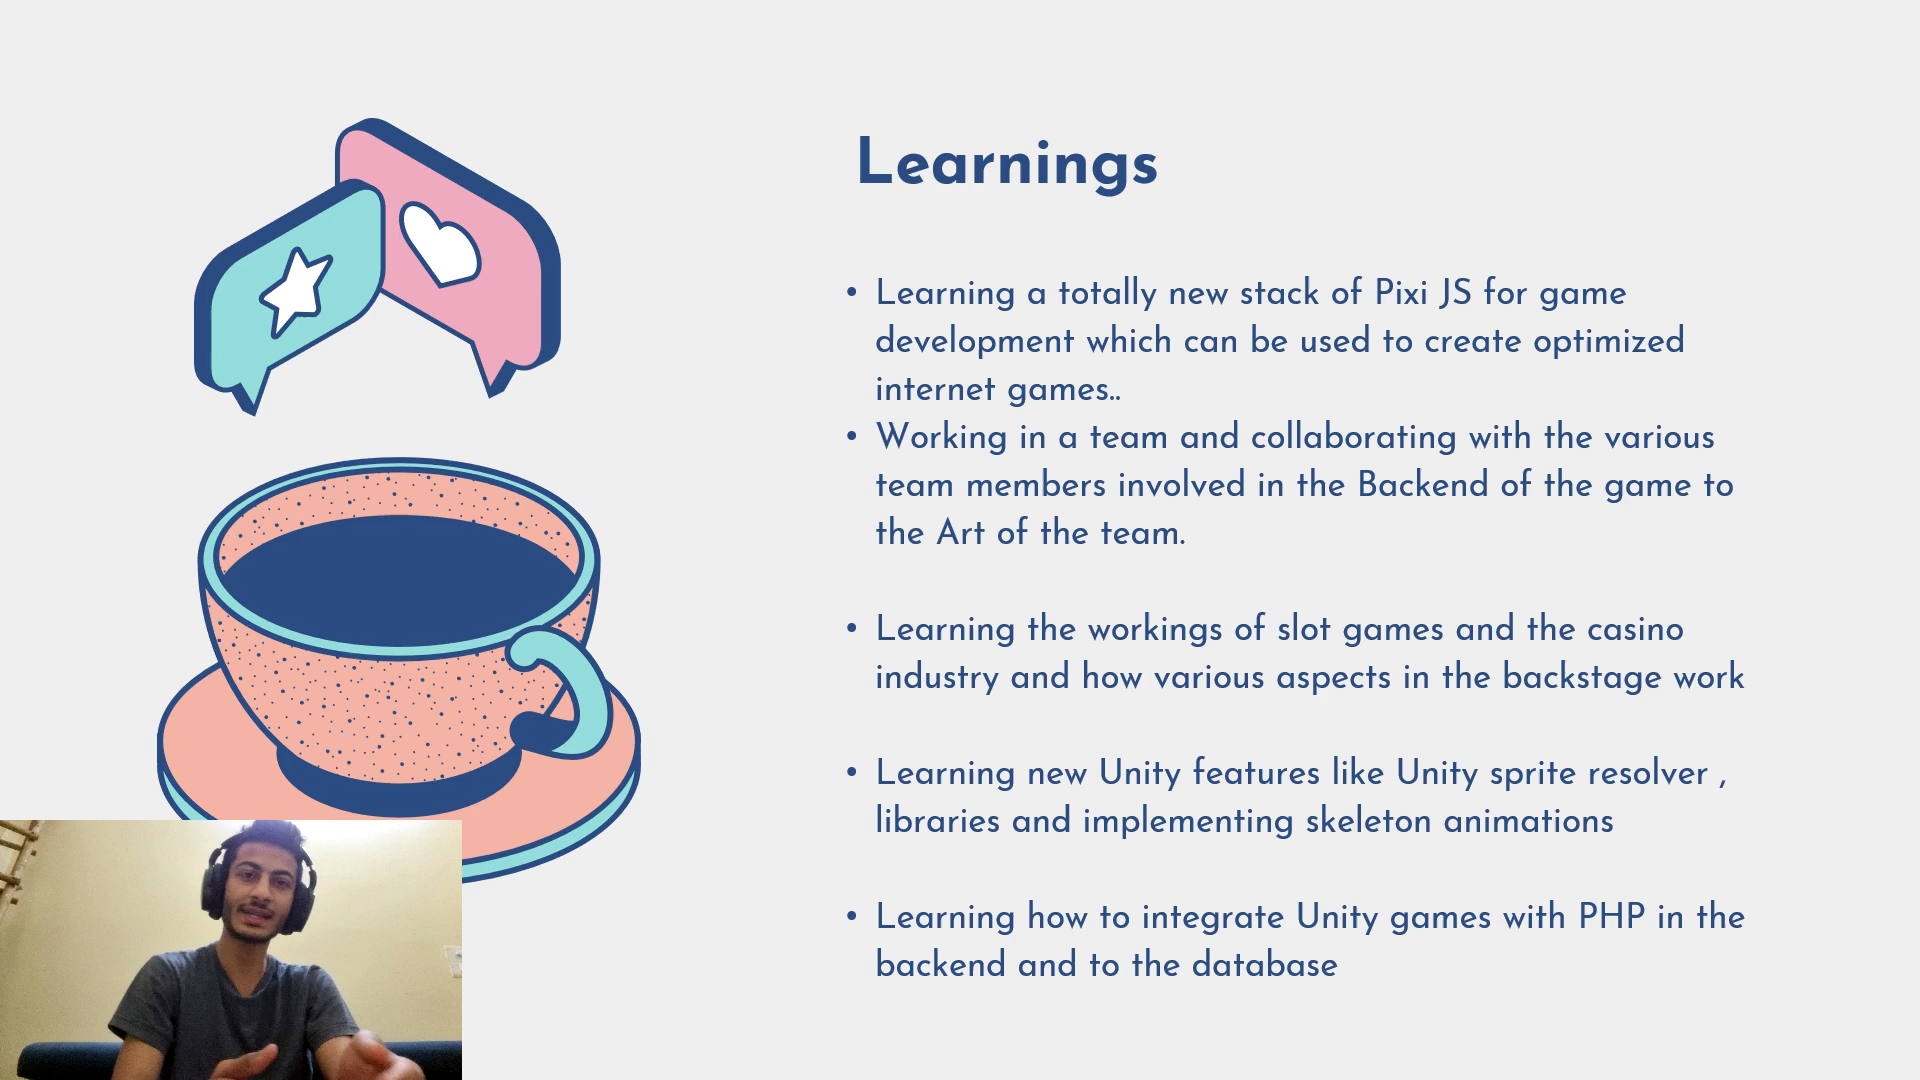 Learnings
• Learning a totally new stack of Pixi JS for game
development which can be used to create optimized
internet games..
• Working in a team and collaborating with the various
team members involved in the Backend of the game to
the Art of the team.
• Learning the workings of slot games and the casino
industry and how various aspects in the backstage work
• Learning new Unity features like Unity sprite resolver ,
libraries and implementing skeleton animations
• Learning how to integrate Unity games with PHP in the
backend and to the database